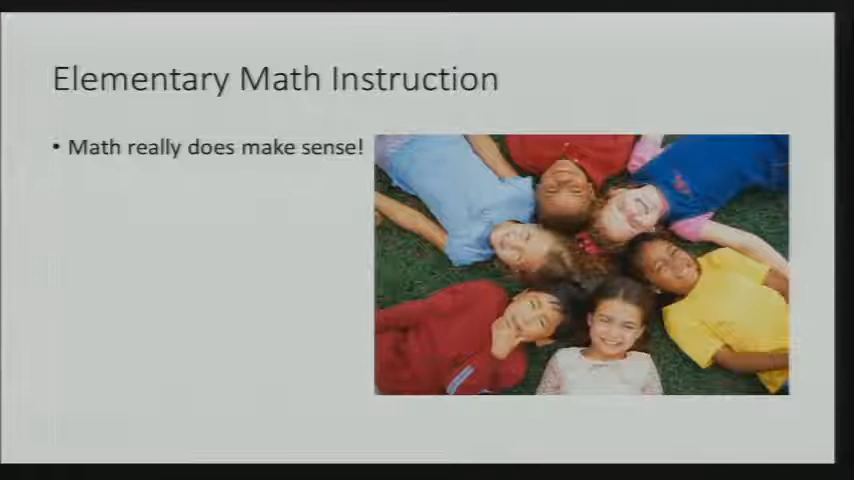 Elementary Math Instruction
• Math really does make sense!